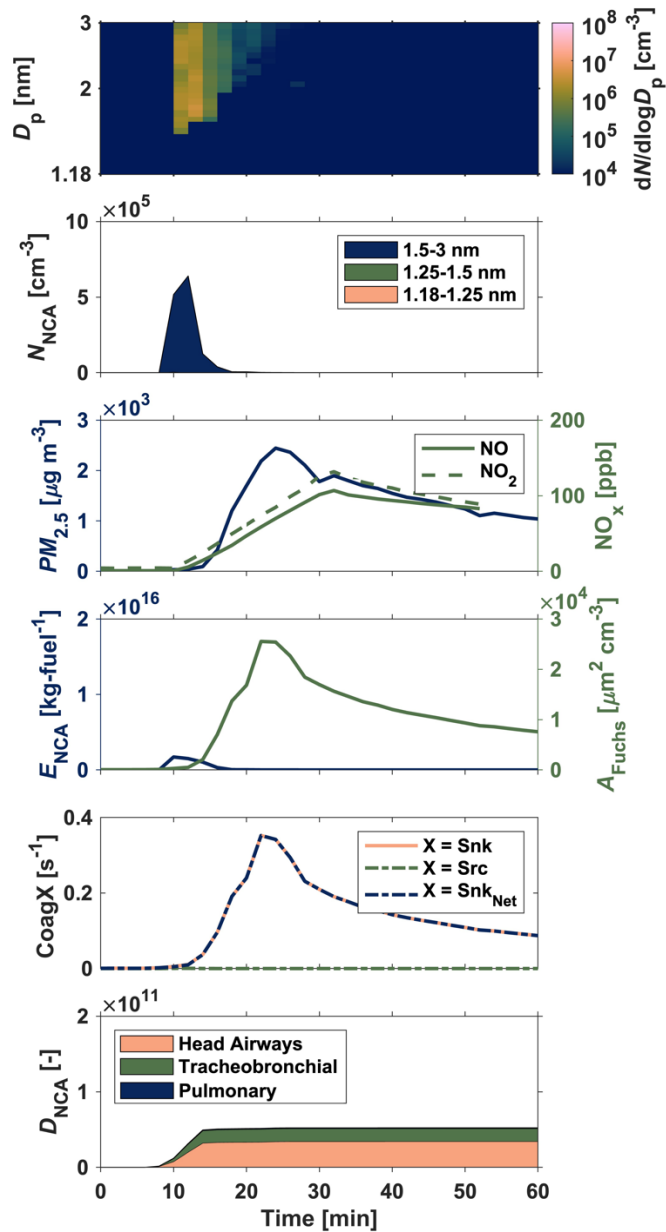 3
2
1.18
D_p [nm]
10^8
10^7
10^6
10^5
10^4
dN/dlogD_p [cm^-3]
×10^5
10
5
0
N_NCA [cm^-3]
1.5-3 nm
1.25-1.5 nm
1.18-1.25 nm
×10^3
3
2
1
0
PM_2.5 [µg m^-3]
NO
NO_2
200
100
0
NO_x [ppb]
×10^16
2
1
0
E_NCA [kg-fuel^-1]
×10^4
3
2
1
0
A_Fuchs [µm^2 cm^-3]
0.4
0.2
0
CoagX [s^-1]
X = Snk
X = Src
X = Snk_Net
×10^11
2
1
0
D_NCA [-]
Head Airways
Tracheobronchial
Pulmonary
0 10 20 30 40 50 60
Time [min]